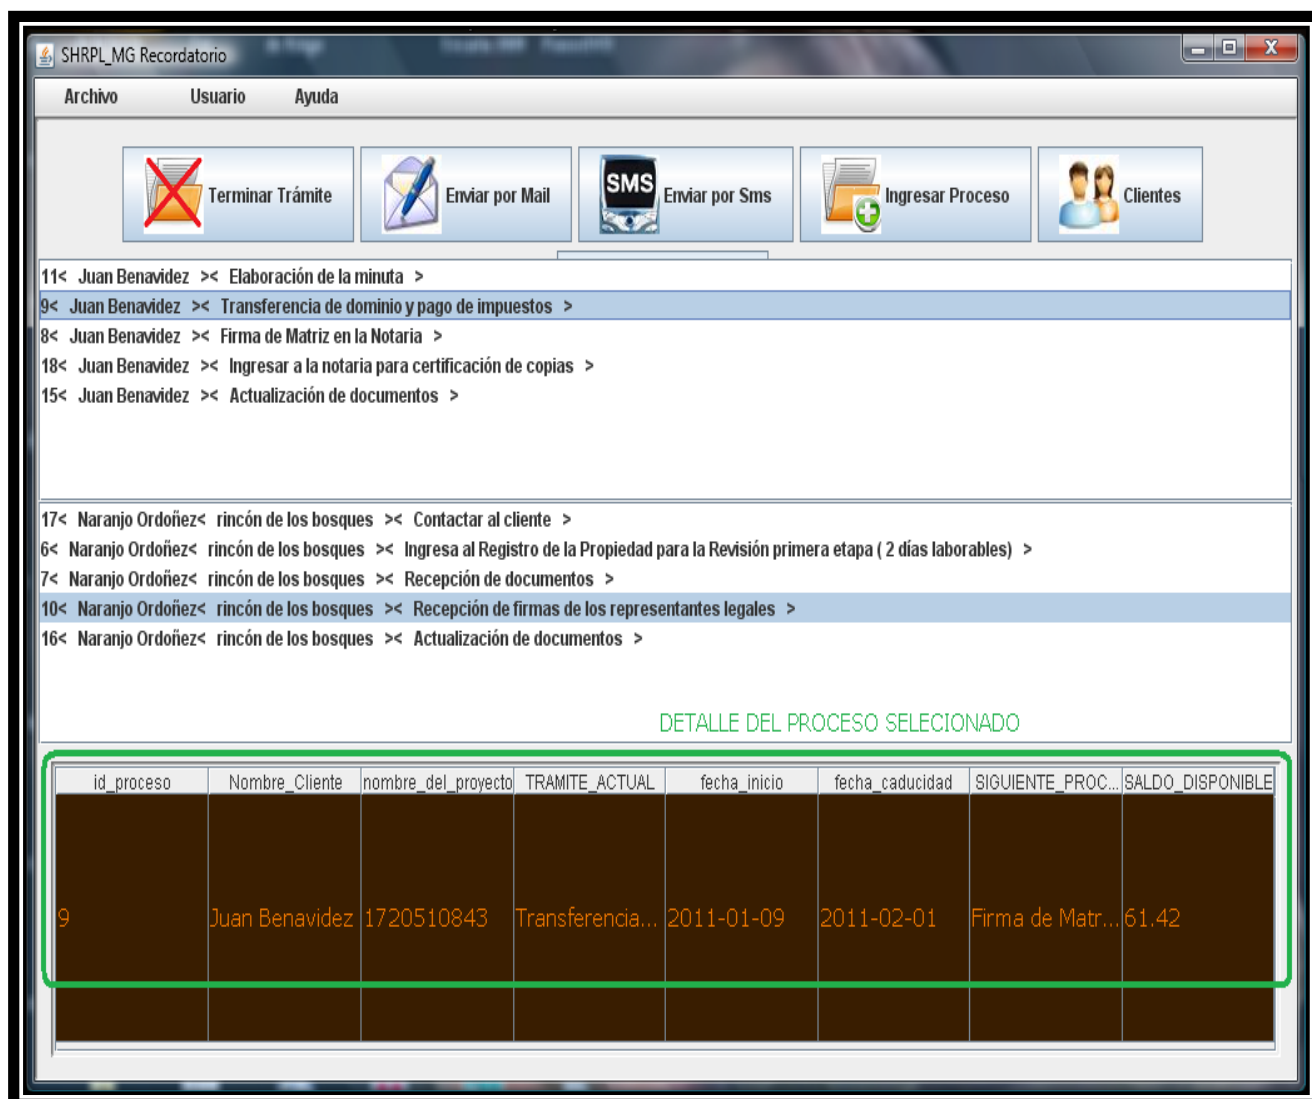 SHRPL_MG Recordatorio
Archivo Usuario Ayuda
Terminar Trámite Enviar por Mail SMS Enviar por Sms Ingresar Proceso Clientes
11< Juan Benavidez >< Elaboración de la minuta >
9< Juan Benavidez >< Transferencia de dominio y pago de impuestos >
8< Juan Benavidez >< Firma de Matriz en la Notaria >
18< Juan Benavidez >< Ingresar a la notaria para certificación de copias >
15< Juan Benavidez >< Actualización de documentos >
17< Naranjo Ordoñez< rincón de los bosques >< Contactar al cliente >
6< Naranjo Ordoñez< rincón de los bosques >< Ingresa al Registro de la Propiedad para la Revisión primera etapa ( 2 días laborables) >
7< Naranjo Ordoñez< rincón de los bosques >< Recepción de documentos >
10< Naranjo Ordoñez< rincón de los bosques >< Recepción de firmas de los representantes legales >
16< Naranjo Ordoñez< rincón de los bosques >< Actualización de documentos >
DETALLE DEL PROCESO SELECIONADO
id_proceso Nombre_Cliente nombre_del_proyecto TRAMITE_ACTUAL fecha_inicio fecha_caducidad SIGUIENTE_PROC... SALDO_DISPONIBLE
9 Juan Benavidez 1720510843 Transferencia... 2011-01-09 2011-02-01 Firma de Matr... 61.42